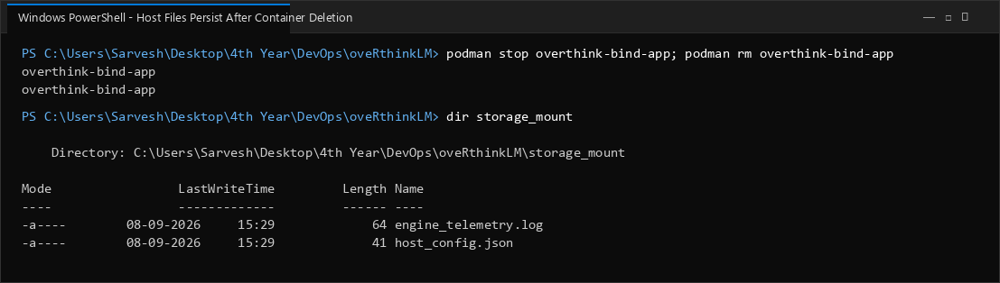 Windows PowerShell - Host Files Persist After Container Deletion
PS C:\Users\Sarvesh\Desktop\4th Year\DevOps\oveRthinkLM> podman stop overthink-bind-app; podman rm overthink-bind-app
overthink-bind-app
overthink-bind-app
PS C:\Users\Sarvesh\Desktop\4th Year\DevOps\oveRthinkLM> dir storage_mount
    Directory: C:\Users\Sarvesh\Desktop\4th Year\DevOps\oveRthinkLM\storage_mount
Mode                 LastWriteTime         Length Name
----                 -------------         ------ ----
-a----        08-09-2026     15:29             64 engine_telemetry.log
-a----        08-09-2026     15:29             41 host_config.json